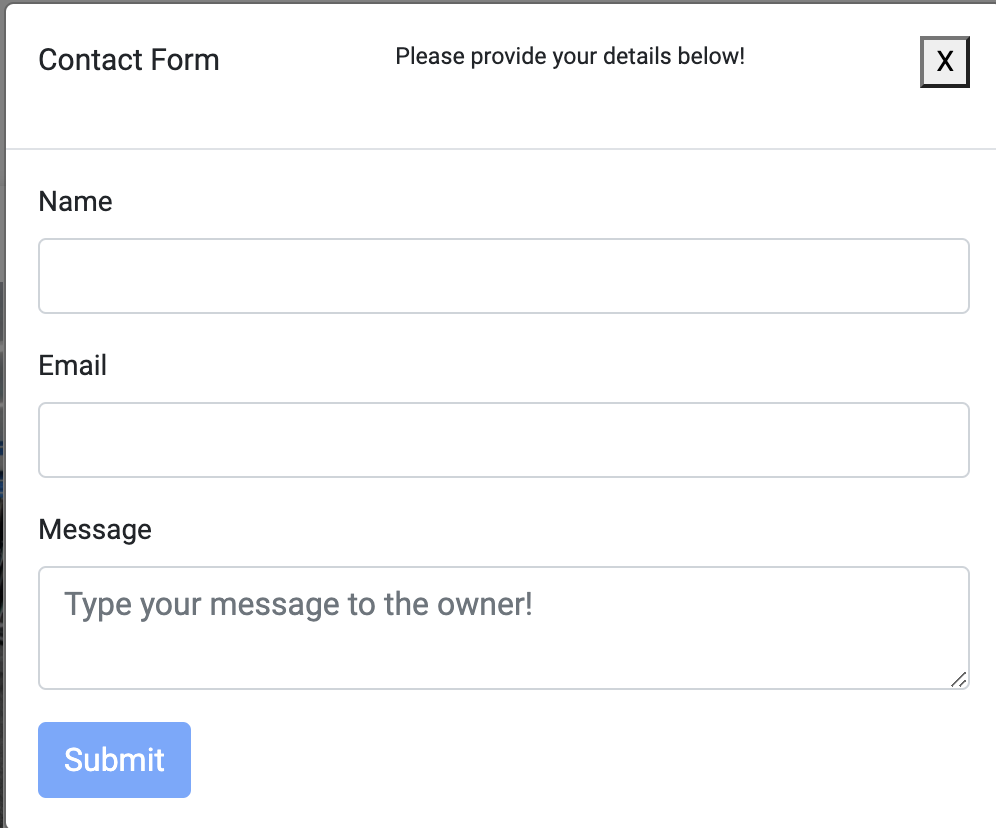 Contact Form
Please provide your details below!
X
Name
Email
Message
Type your message to the owner!
Submit